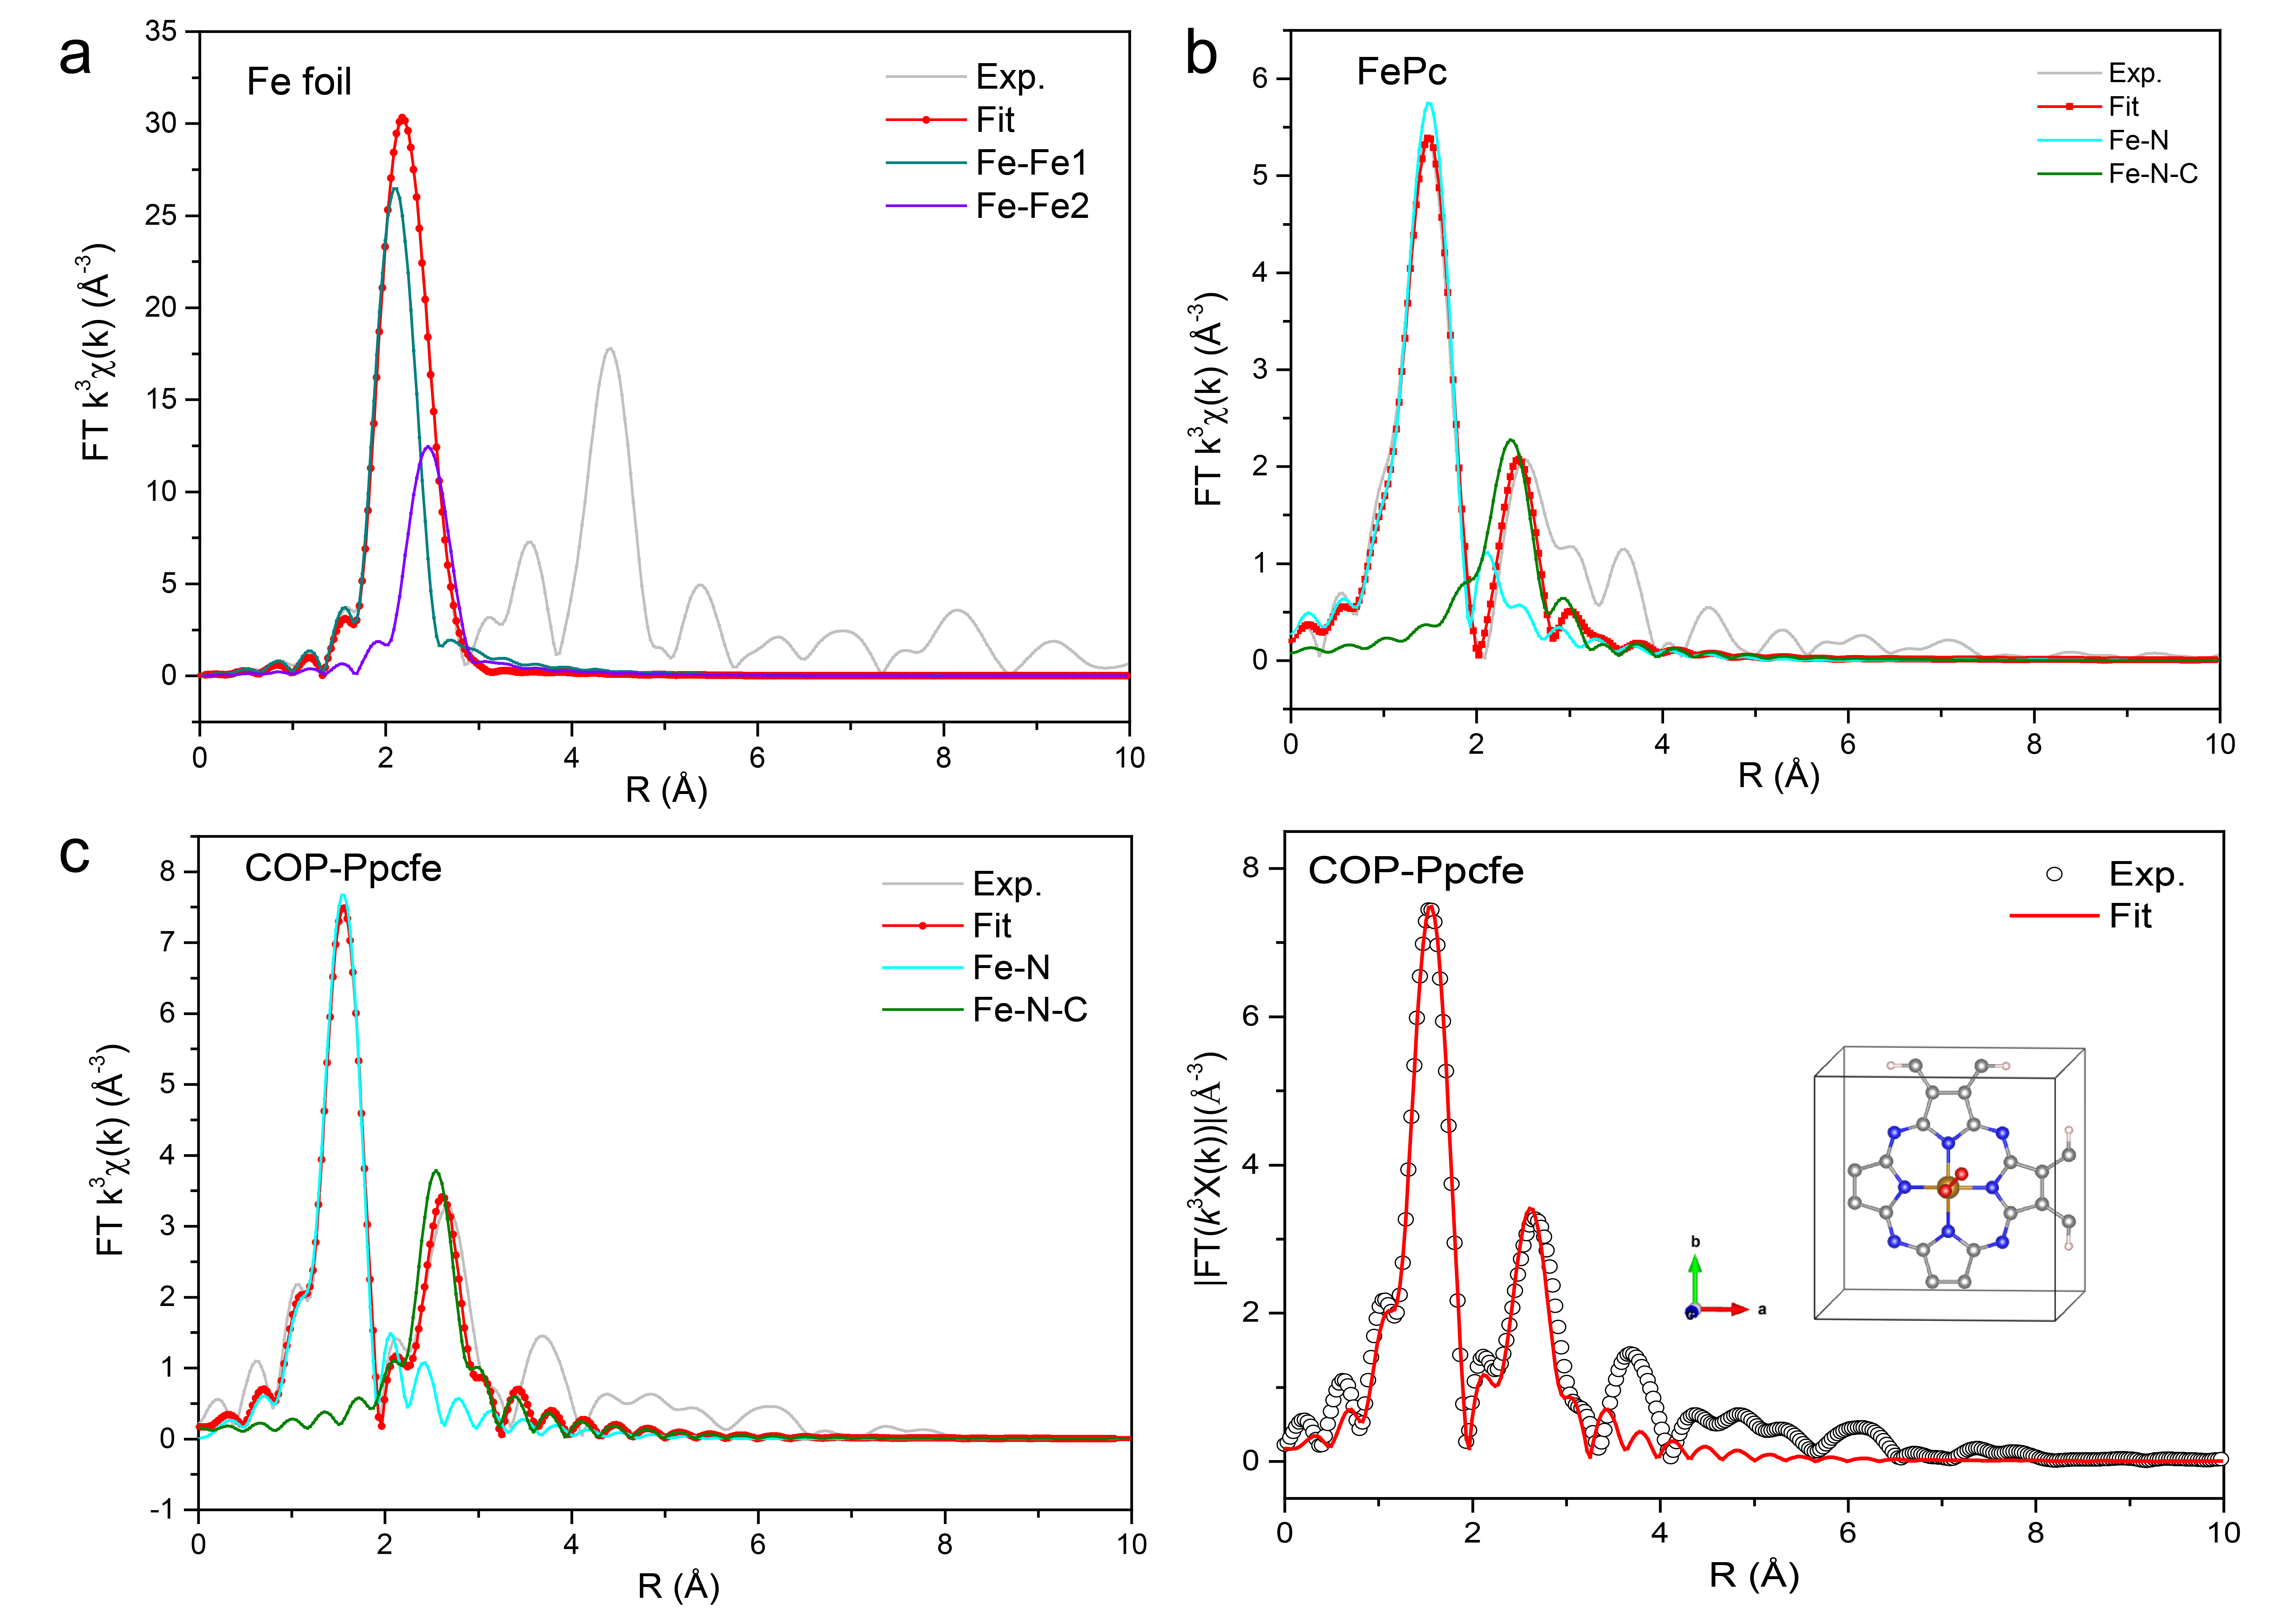 a
Fe foil
Exp.
Fit
Fe-Fe1
Fe-Fe2
35
30
25
20
15
10
5
0
FT k³χ(k) (Å⁻³)
0 2 4 6 8 10
R (Å)
b
FePc
Exp.
Fit
Fe-N
Fe-N-C
6
5
4
3
2
1
0
FT k³χ(k) (Å⁻³)
0 2 4 6 8 10
R (Å)
c
COP-Ppcfe
Exp.
Fit
Fe-N
Fe-N-C
8
7
6
5
4
3
2
1
0
-1
FT k³χ(k) (Å⁻³)
0 2 4 6 8 10
R (Å)
COP-Ppcfe
Exp.
Fit
8
6
4
2
0
|FT(k³X(k))|(Å⁻³)
b
a
c
0 2 4 6 8 10
R (Å)